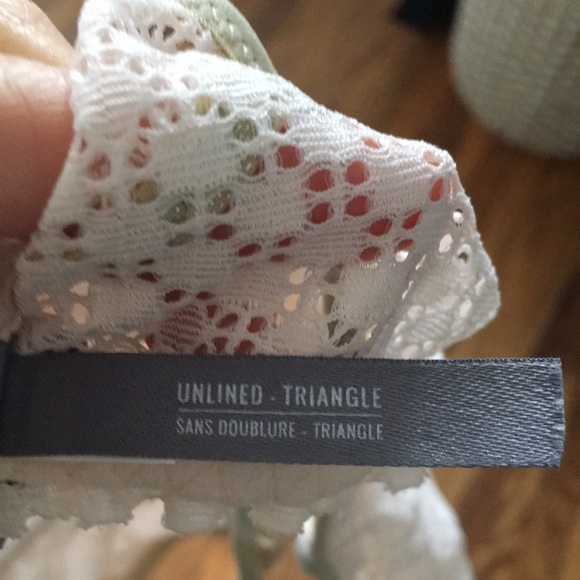 UNLINED - TRIANGLE
SANS DOUBLURE - TRIANGLE